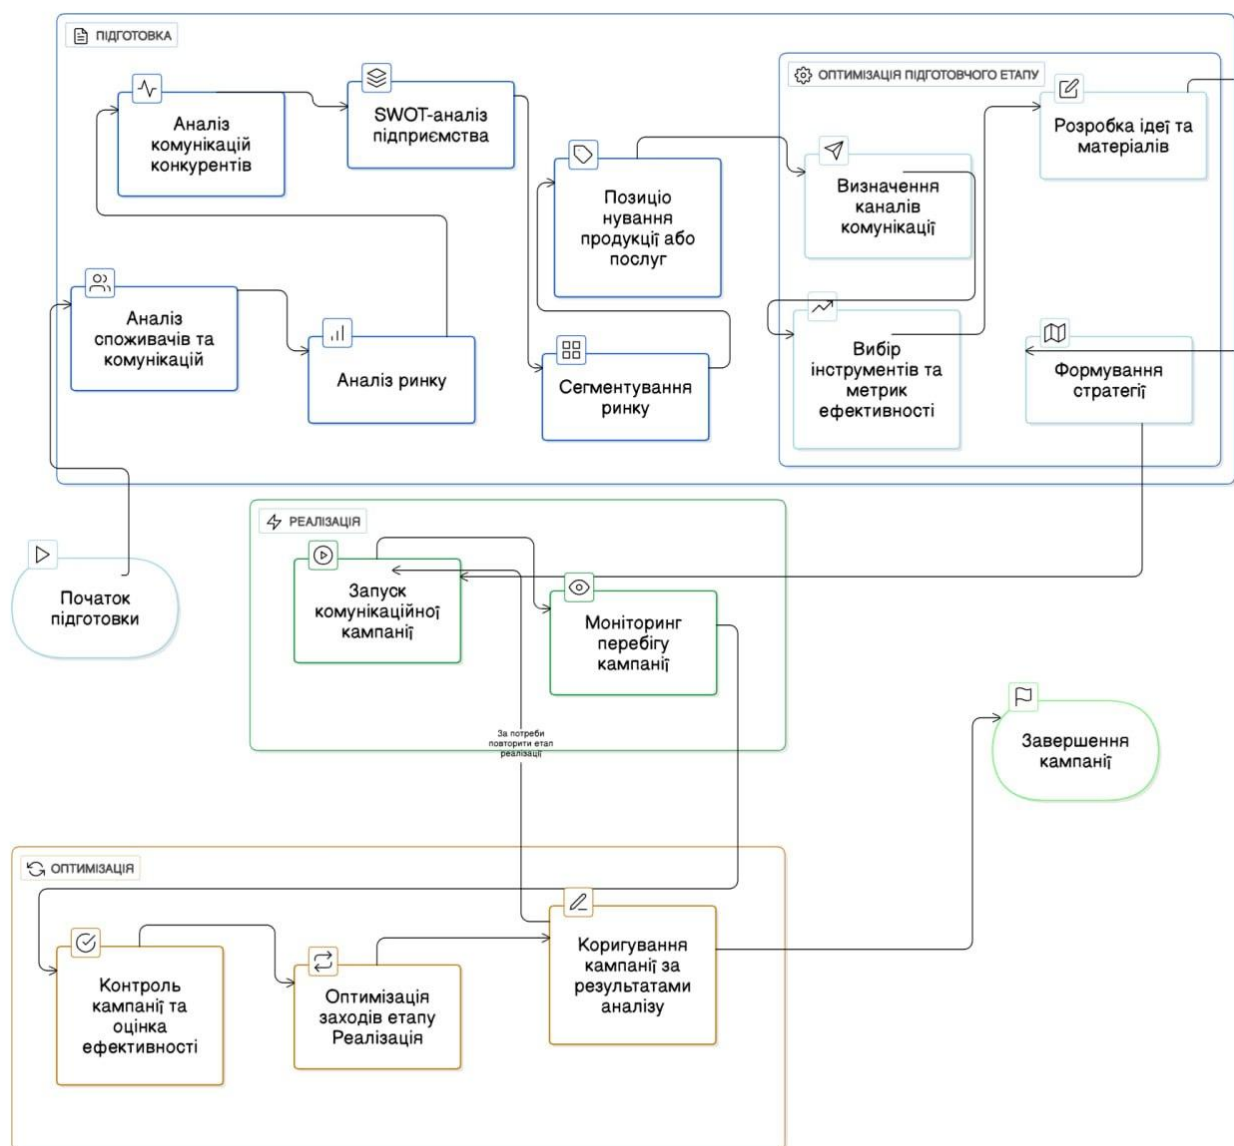 ПІДГОТОВКА
ОПТИМІЗАЦІЯ ПІДГОТОВЧОГО ЕТАПУ
Аналіз
комунікацій
конкурентів
SWOT-аналіз
підприємства
Позиціо
нування
продукції або
послуг
Визначення
каналів
комунікації
Розробка ідеї та
матеріалів
Аналіз
споживачів та
комунікацій
Аналіз ринку
Сегментування
ринку
Вибір
інструментів та
метрик
ефективності
Формування
стратегії
РЕАЛІЗАЦІЯ
Початок
підготовки
Запуск
комунікаційної
кампанії
Моніторинг
перебігу
кампанії
За потреби
повторити етап
реалізації
Завершення
кампанії
ОПТИМІЗАЦІЯ
Контроль
кампанії та
оцінка
ефективності
Оптимізація
заходів етапу
Реалізація
Коригування
кампанії за
результатами
аналізу